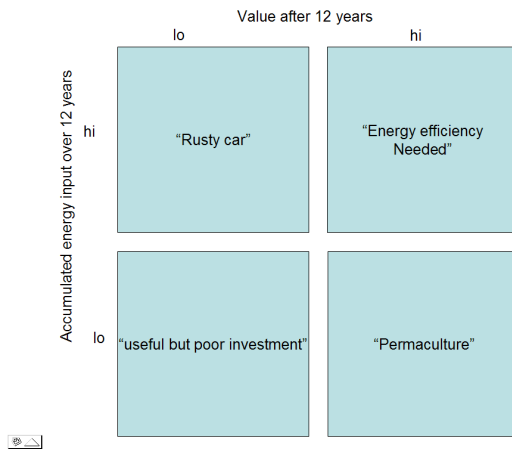 Value after 12 years
lo
hi
Accumulated energy input over 12 years
hi
“Rusty car”
“Energy efficiency
Needed”
lo
“useful but poor investment”
“Permaculture”